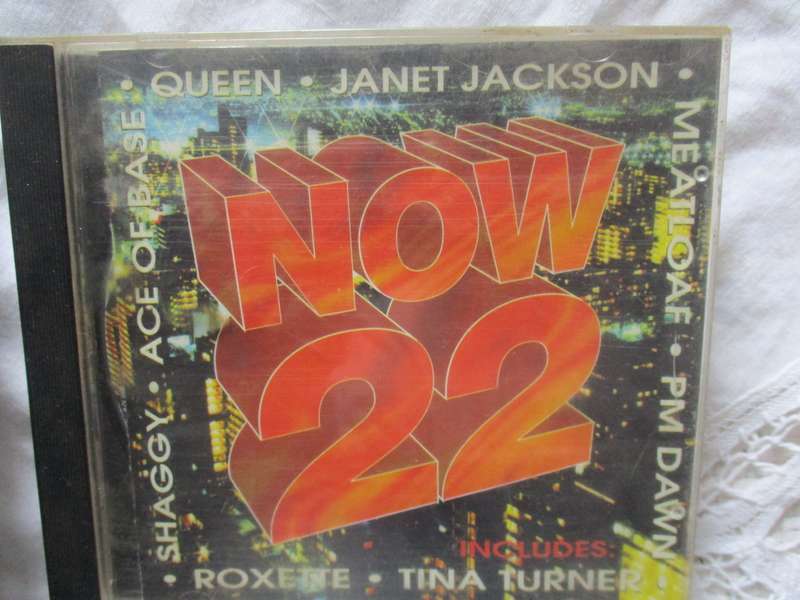 • QUEEN • JANET JACKSON •
MEATLOAF • PM DAWN
SHAGGY • ACE OF BASE
NOW
22
INCLUDES:
• ROXETTE • TINA TURNER •